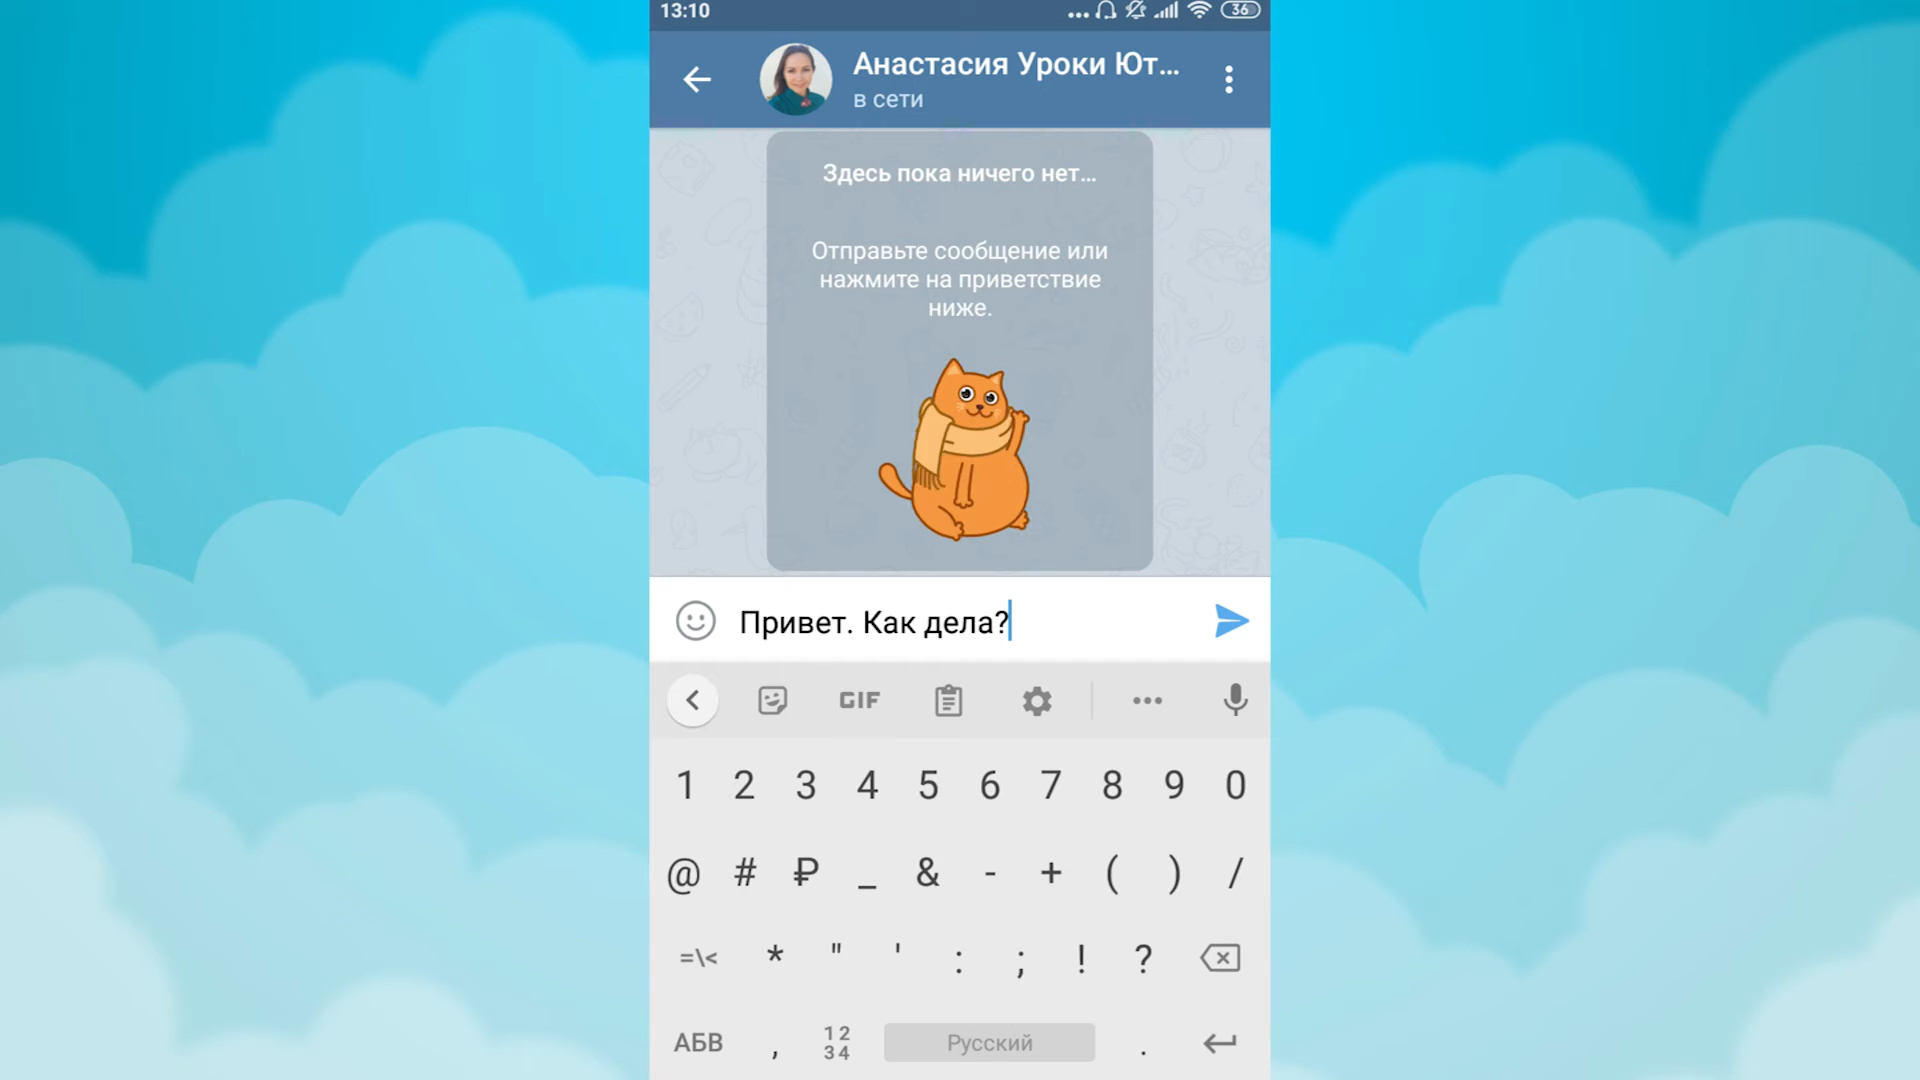 13:10
36
Анастасия Уроки Ют...
в сети
Здесь пока ничего нет...
Отправьте сообщение или
нажмите на приветствие
ниже.
Привет. Как дела?
GIF
1 2 3 4 5 6 7 8 9 0
@ # ₽ _ & - + ( ) /
=\< * " ' : ; ! ?
АБВ , 12 34 Русский .